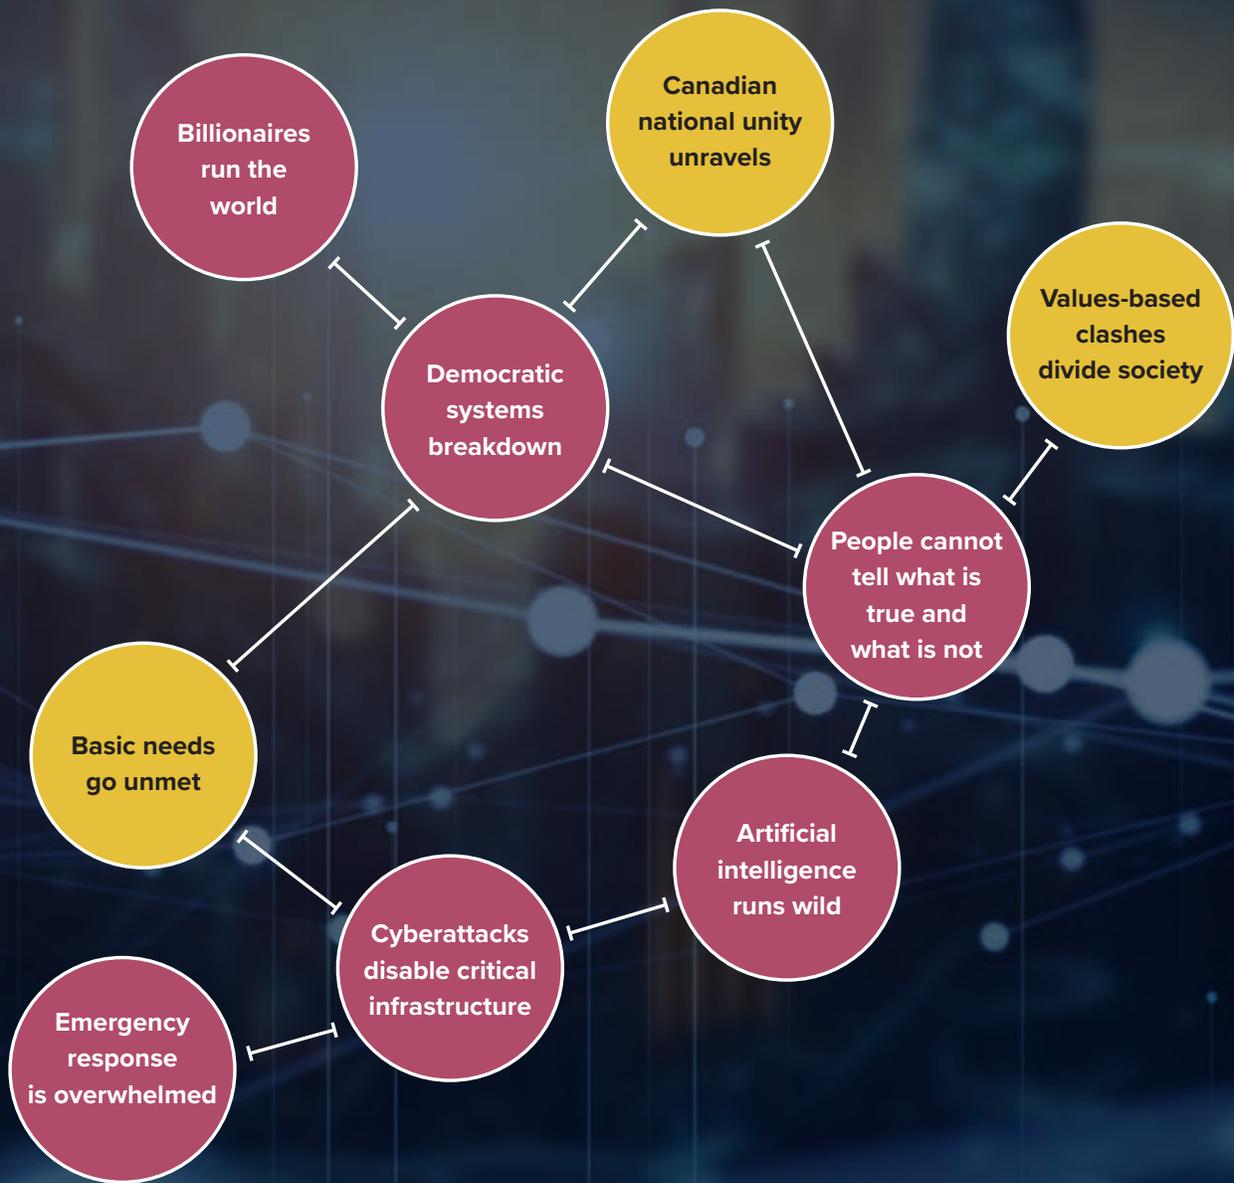 Canadian
national unity
unravels
Billionaires
run the
world
Values-based
clashes
divide society
Democratic
systems
breakdown
People cannot
tell what is
true and
what is not
Basic needs
go unmet
Artificial
intelligence
runs wild
Cyberattacks
disable critical
infrastructure
Emergency
response
is overwhelmed